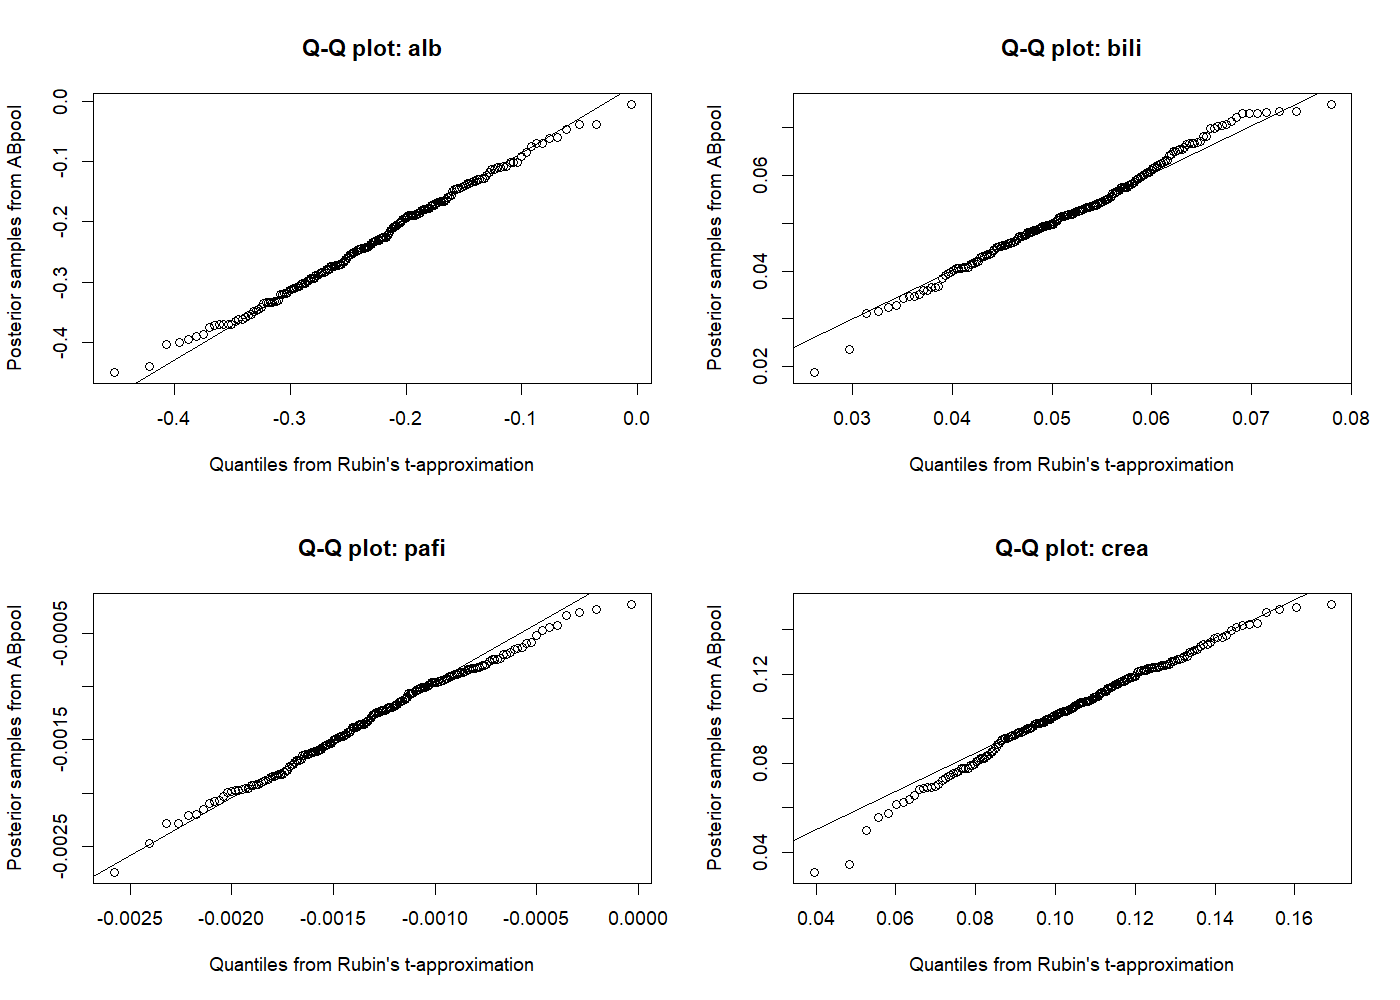 Q-Q plot: alb
Posterior samples from ABpool
0.0
-0.1
-0.2
-0.3
-0.4
-0.4 -0.3 -0.2 -0.1 0.0
Quantiles from Rubin's t-approximation
Q-Q plot: bili
Posterior samples from ABpool
0.06
0.04
0.02
0.03 0.04 0.05 0.06 0.07 0.08
Quantiles from Rubin's t-approximation
Q-Q plot: pafi
Posterior samples from ABpool
-0.0005
-0.0015
-0.0025
-0.0025 -0.0020 -0.0015 -0.0010 -0.0005 0.0000
Quantiles from Rubin's t-approximation
Q-Q plot: crea
Posterior samples from ABpool
0.12
0.08
0.04
0.04 0.06 0.08 0.10 0.12 0.14 0.16
Quantiles from Rubin's t-approximation